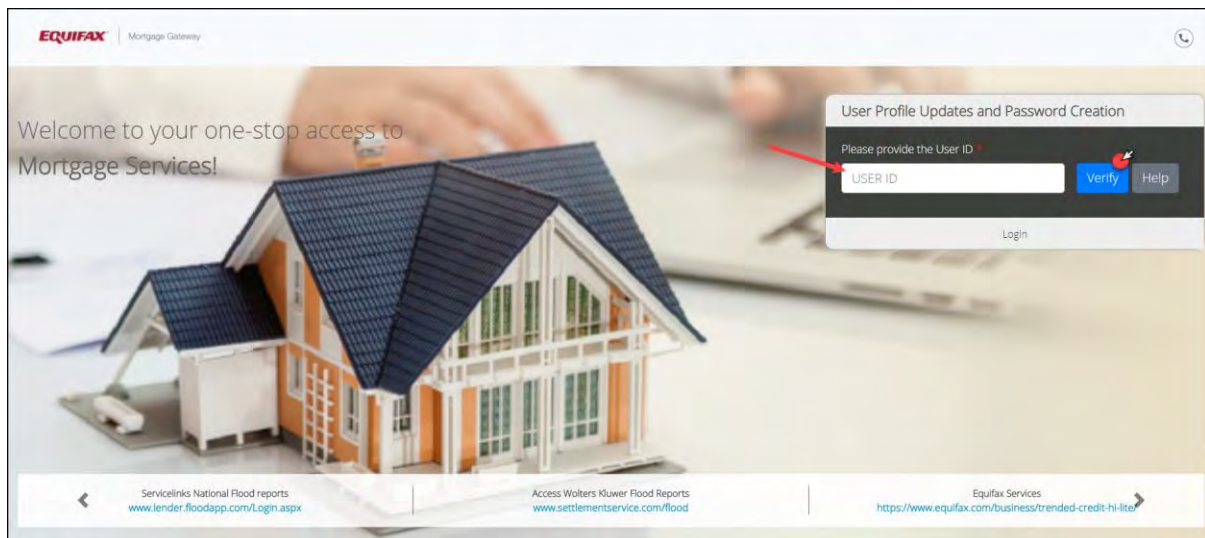 EQUIFAX
Mortgage Gateway
Welcome to your one-stop access to
Mortgage Services!
User Profile Updates and Password Creation
Please provide the User ID *
USER ID
Verify
Help
Login
Servicelinks National Flood reports
www.lender.floodapp.com/Login.aspx
Access Wolters Kluwer Flood Reports
www.settlementservice.com/flood
Equifax Services
https://www.equifax.com/business/trended-credit-hi-lite/